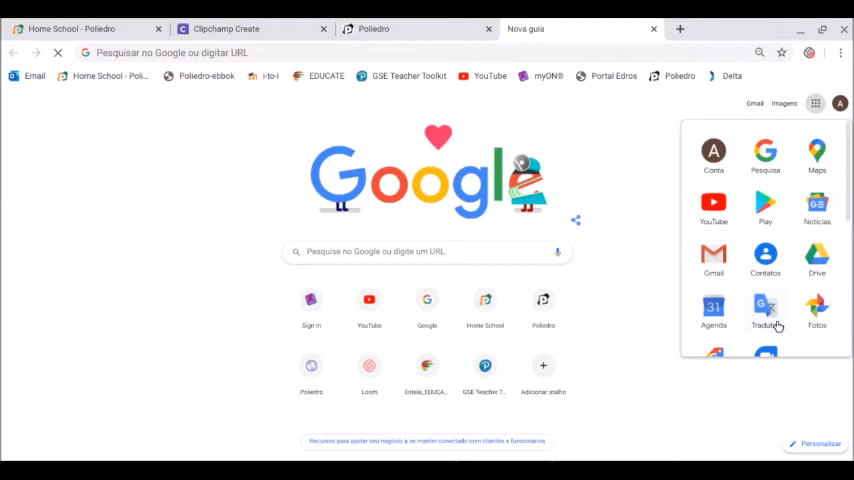 Home School - Poliedro
Clipchamp Create
Poliedro
Nova guia
Pesquisar no Google ou digitar URL
Email
Home School - Poli...
Poliedro-ebbok
i-to-i
EDUCATE
GSE Teacher Toolkit
YouTube
myON®
Portal Edros
Poliedro
Delta
Gmail
Imagens
A
A
Conta
Pesquisa
Maps
YouTube
Play
Notícias
Gmail
Contatos
Drive
31
Agenda
Fotos
Google
Pesquise no Google ou digite um URL
Sign in
YouTube
Google
Home School
Poliedro
Poliedro
Loom
Estela_EDUCA...
GSE Teacher T...
Adicionar atalho
Recursos para ajudar seu negócio a se manter conectado com clientes e funcionários
Personalizar